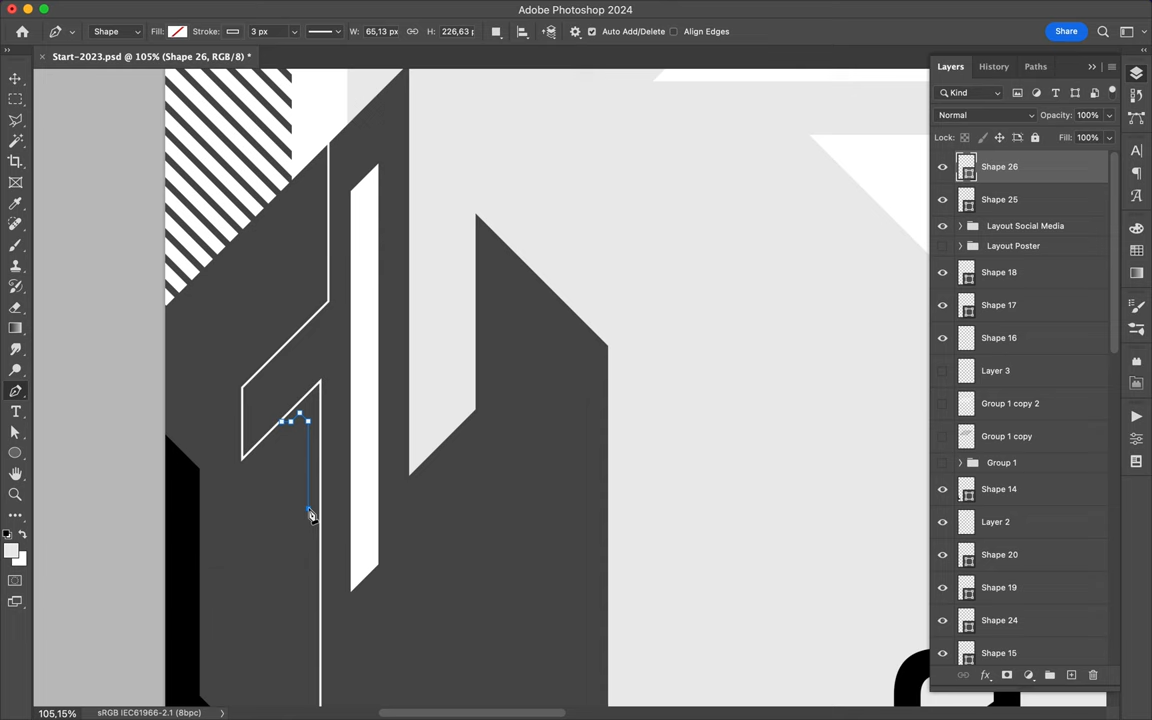 Adobe Photoshop 2024
Shape
Fill:
Stroke:
3 px
W:
65,13 px
H:
226,63
Auto Add/Delete
Align Edges
Share
Start-2023.psd @ 105% (Shape 26, RGB/8) *
Layers
History
Paths
Kind
Normal
Opacity:
100%
Lock:
Fill:
100%
Shape 26
Shape 25
Layout Social Media
Layout Poster
Shape 18
Shape 17
Shape 16
Layer 3
Group 1 copy 2
Group 1 copy
Group 1
Shape 14
Layer 2
Shape 20
Shape 19
Shape 24
Shape 15
105,15%
sRGB IEC61966-2.1 (8bpc)